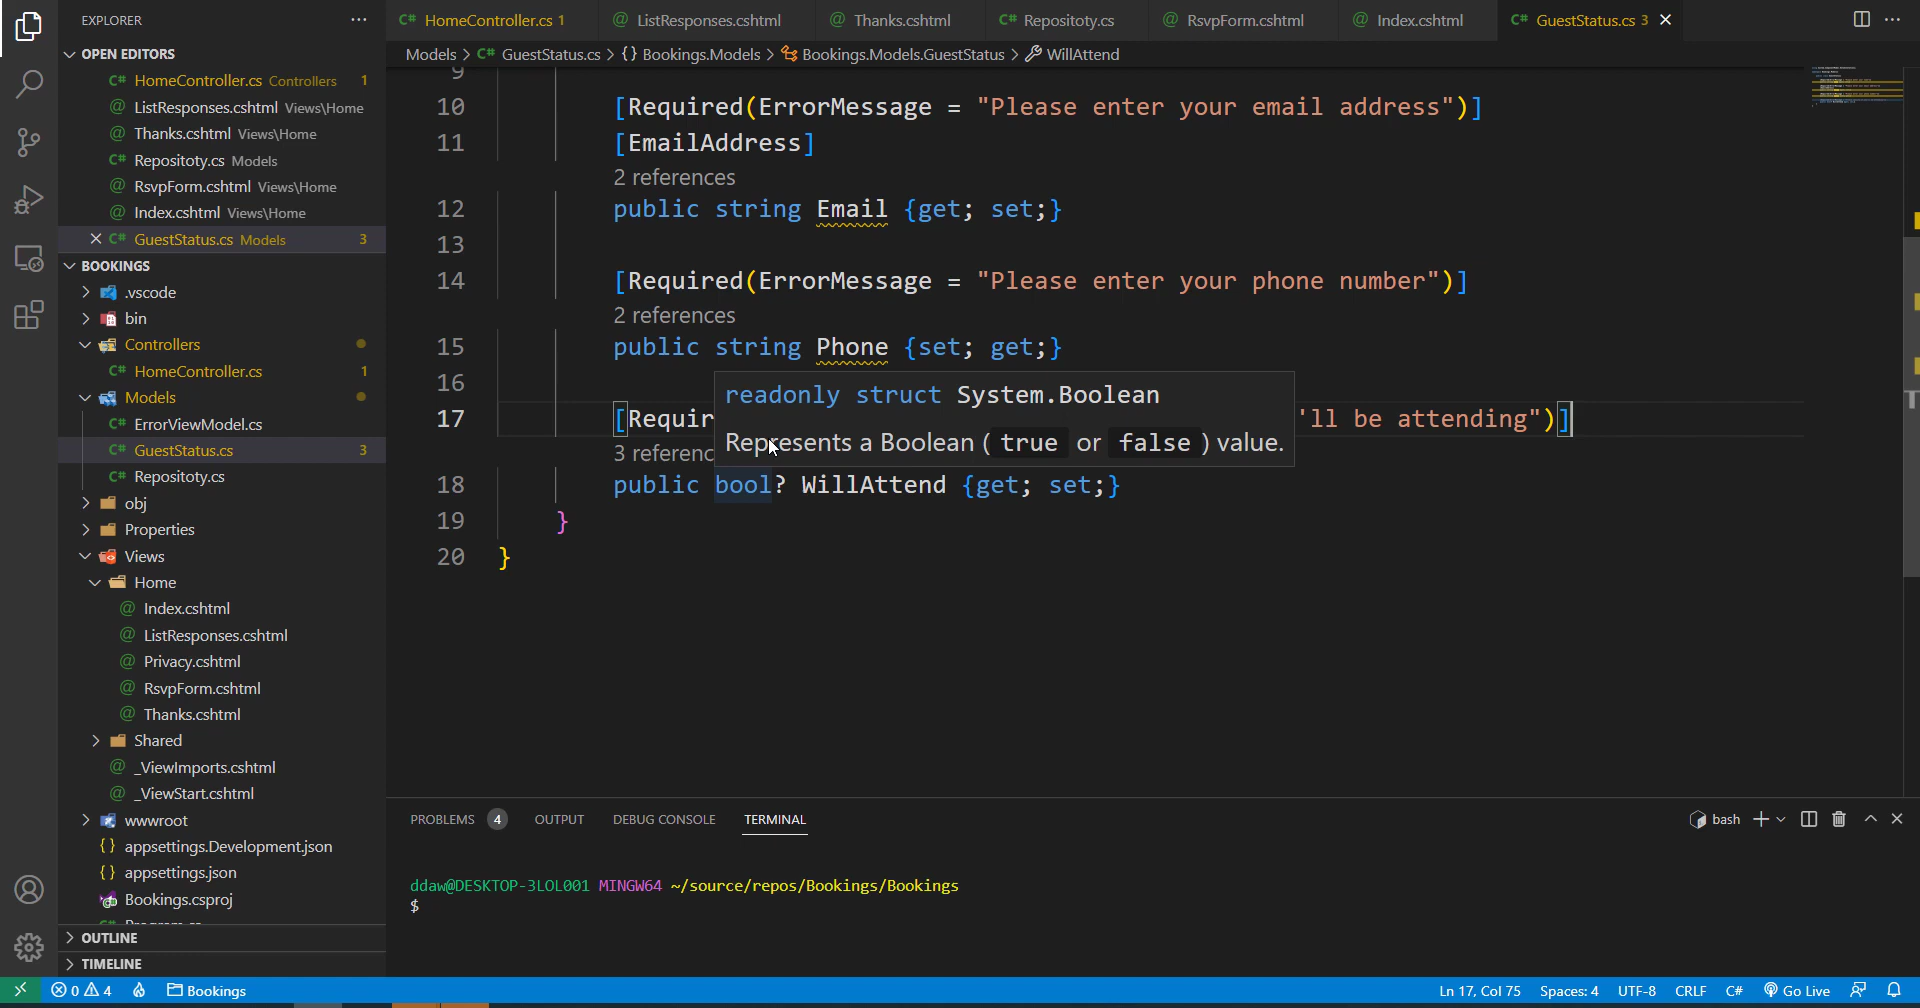 EXPLORER
OPEN EDITORS
C# HomeController.cs Controllers 1
@ ListResponses.cshtml Views\Home
@ Thanks.cshtml Views\Home
C# Repositoty.cs Models
@ RsvpForm.cshtml Views\Home
@ Index.cshtml Views\Home
C# GuestStatus.cs Models 3
BOOKINGS
.vscode
bin
Controllers
C# HomeController.cs 1
Models
C# ErrorViewModel.cs
C# GuestStatus.cs 3
C# Repositoty.cs
obj
Properties
Views
Home
@ Index.cshtml
@ ListResponses.cshtml
@ Privacy.cshtml
@ RsvpForm.cshtml
@ Thanks.cshtml
Shared
@ _ViewImports.cshtml
@ _ViewStart.cshtml
wwwroot
{} appsettings.Development.json
{} appsettings.json
Bookings.csproj
OUTLINE
TIMELINE
C# HomeController.cs 1 @ ListResponses.cshtml @ Thanks.cshtml C# Repositoty.cs @ RsvpForm.cshtml @ Index.cshtml C# GuestStatus.cs 3
Models > C# GuestStatus.cs > {} Bookings.Models > Bookings.Models.GuestStatus > WillAttend
9
10 [Required(ErrorMessage = "Please enter your email address")]
11 [EmailAddress]
2 references
12 public string Email {get; set;}
13
14 [Required(ErrorMessage = "Please enter your phone number")]
2 references
15 public string Phone {set; get;}
16
readonly struct System.Boolean
17 [Requir 'll be attending")]
Represents a Boolean ( true or false ) value.
3 referenc
18 public bool? WillAttend {get; set;}
19 }
20 }
PROBLEMS 4 OUTPUT DEBUG CONSOLE TERMINAL bash
ddaw@DESKTOP-3LOL001 MINGW64 ~/source/repos/Bookings/Bookings
$
0 4 Bookings Ln 17, Col 75 Spaces: 4 UTF-8 CRLF C# Go Live